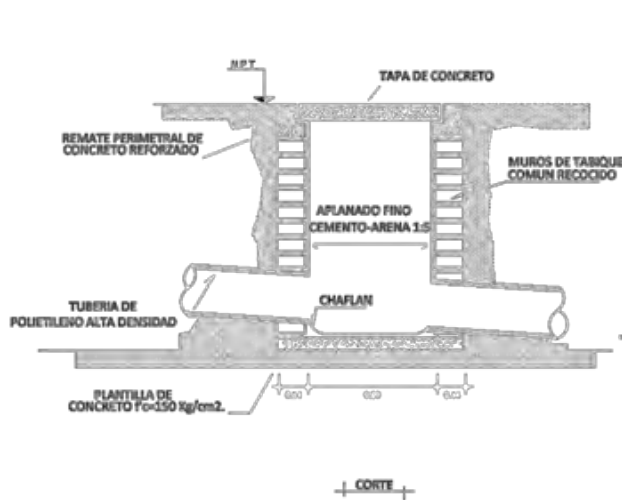 N.P.T.
TAPA DE CONCRETO
REMATE PERIMETRAL DE
CONCRETO REFORZADO
MUROS DE TABIQUE
COMUN RECOCIDO
APLANADO FINO
CEMENTO-ARENA 1:5
CHAFLAN
TUBERIA DE
POLIETILENO ALTA DENSIDAD
PLANTILLA DE
CONCRETO f'c=150 Kg/cm2.
CORTE